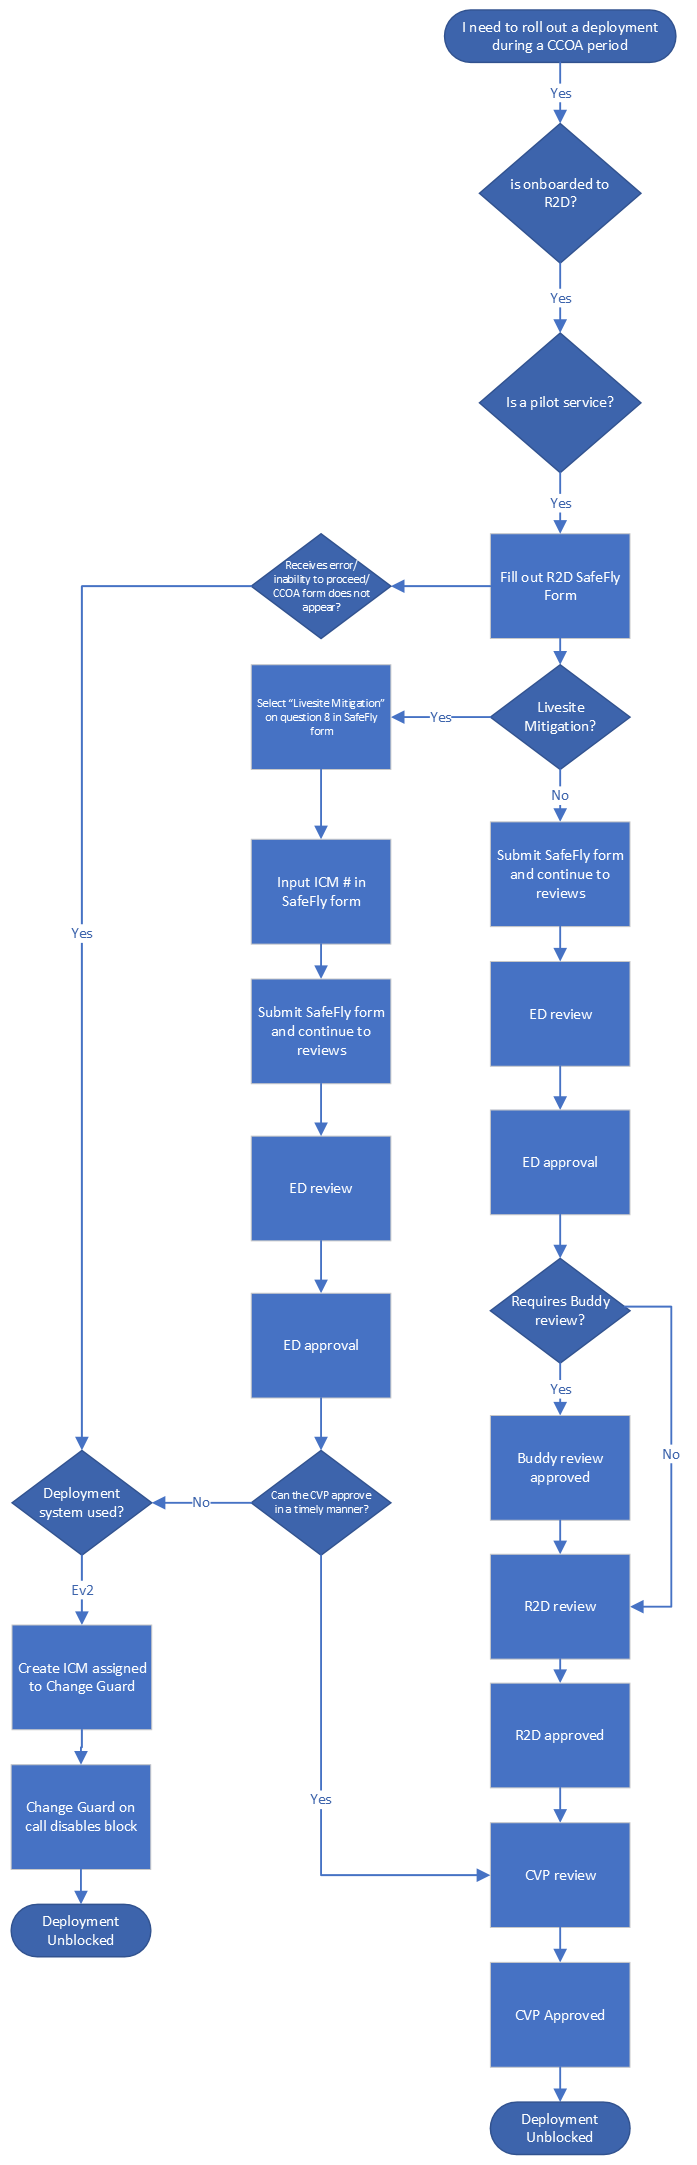 I need to roll out a deployment
during a CCOA period
Yes
is onboarded to
R2D?
Yes
Is a pilot service?
Yes
Fill out R2D SafeFly
Form
Receives error/
inability to proceed/
CCOA form does not
appear?
Livesite
Mitigation?
Yes
Select “Livesite Mitigation”
on question 8 in SafeFly
form
No
Submit SafeFly form
and continue to
reviews
Input ICM # in
SafeFly form
Yes
ED review
Submit SafeFly form
and continue to
reviews
ED approval
ED review
Requires Buddy
review?
ED approval
Yes
No
Buddy review
approved
Can the CVP approve
in a timely manner?
No
Deployment
system used?
Ev2
R2D review
Create ICM assigned
to Change Guard
R2D approved
Yes
Change Guard on
call disables block
CVP review
Deployment
Unblocked
CVP Approved
Deployment
Unblocked